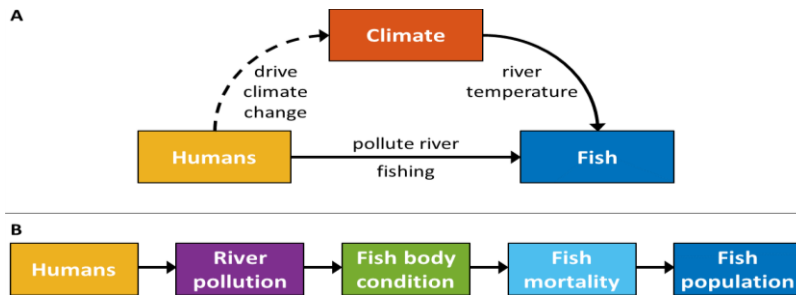 A
Climate
drive
climate
change
river
temperature
Humans
pollute river
fishing
Fish
B
Humans
River
pollution
Fish body
condition
Fish
mortality
Fish
population